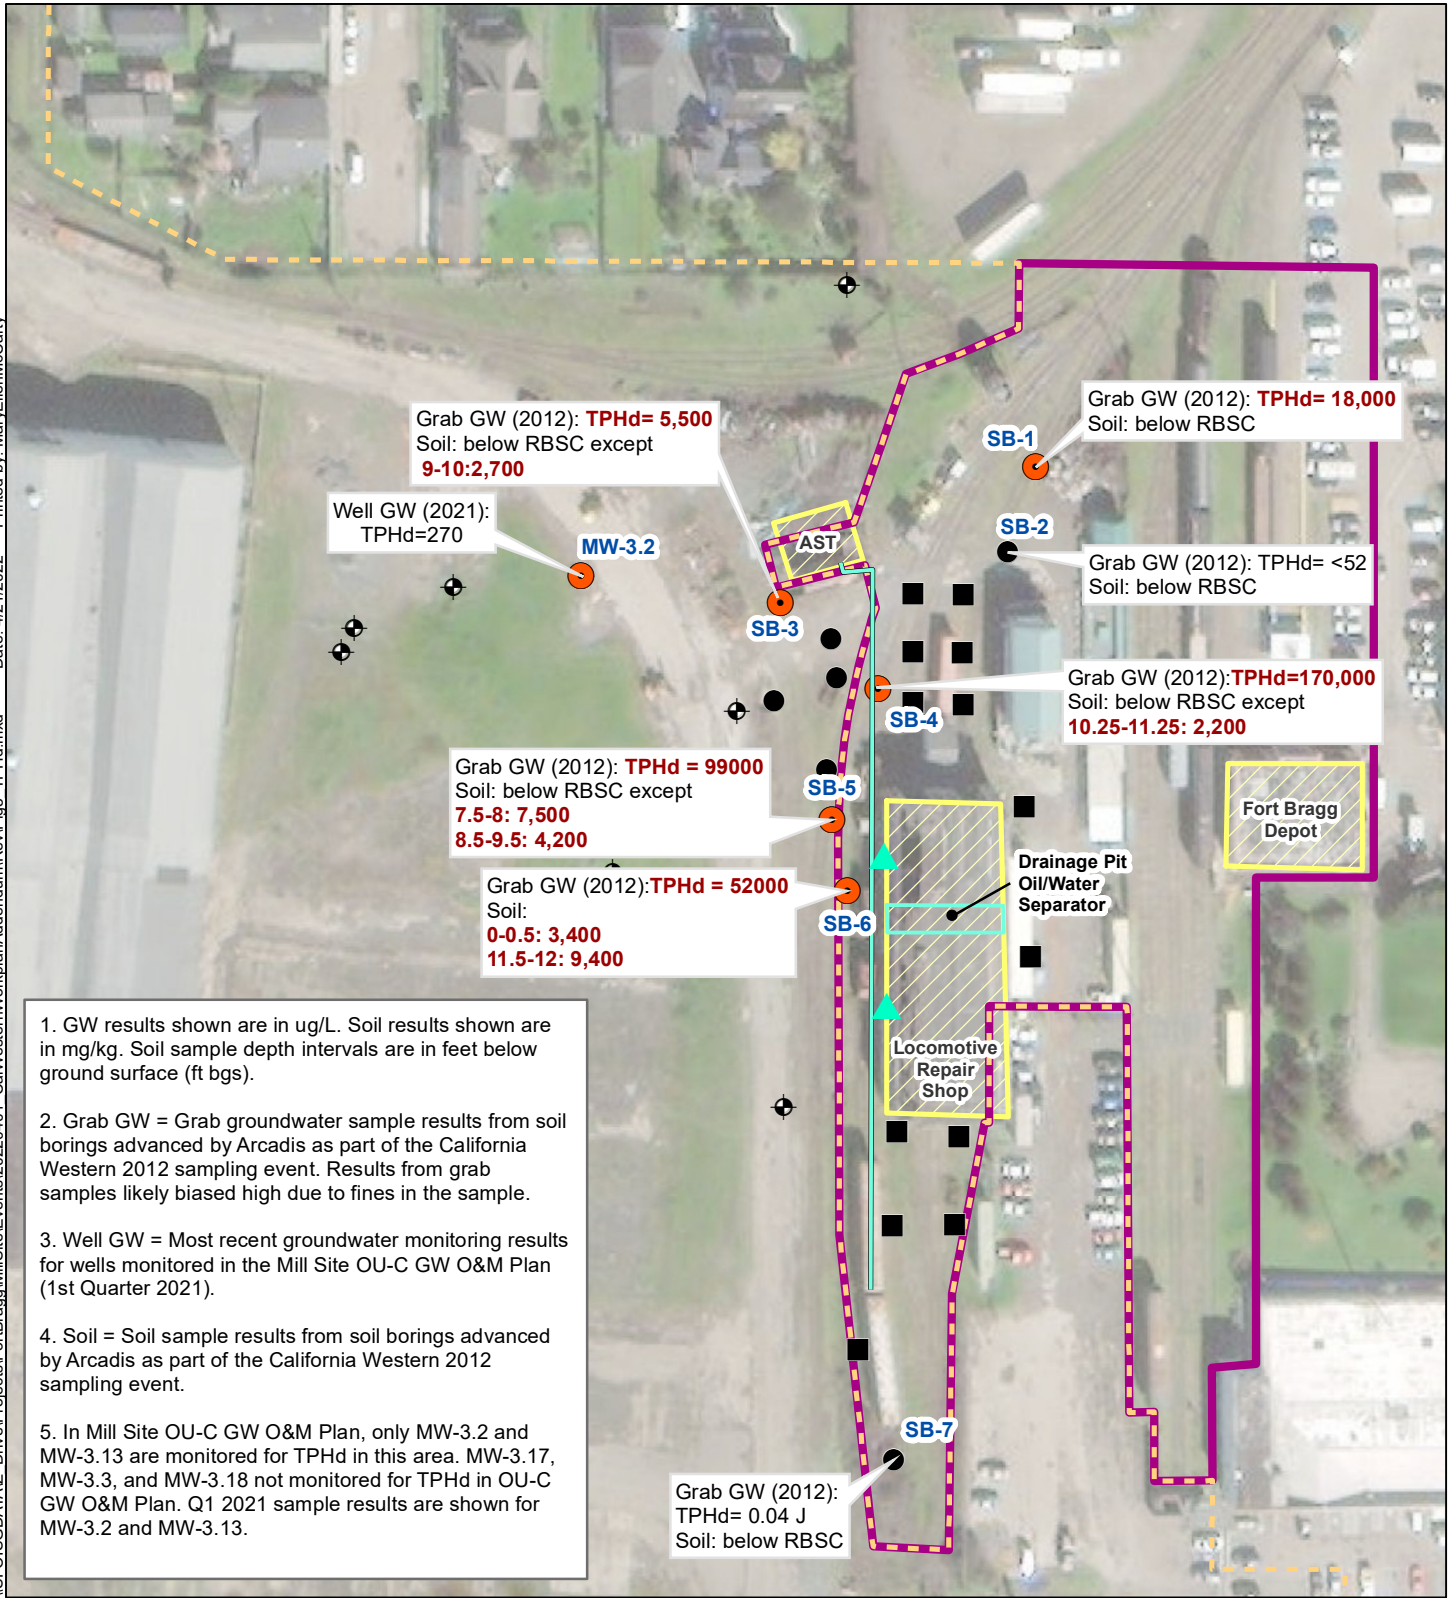 Grab GW (2012): TPHd= 18,000
Soil: below RBSC
SB-1
Grab GW (2012): TPHd= 5,500
Soil: below RBSC except
9-10:2,700
Well GW (2021):
TPHd=270
MW-3.2
AST
SB-2
Grab GW (2012): TPHd= <52
Soil: below RBSC
SB-3
Grab GW (2012):TPHd=170,000
Soil: below RBSC except
10.25-11.25: 2,200
SB-4
Grab GW (2012): TPHd = 99000
Soil: below RBSC except
7.5-8: 7,500
8.5-9.5: 4,200
SB-5
Fort Bragg
Depot
Drainage Pit
Oil/Water
Separator
Grab GW (2012):TPHd = 52000
Soil:
0-0.5: 3,400
11.5-12: 9,400
SB-6
Locomotive
Repair
Shop
1. GW results shown are in ug/L. Soil results shown are
in mg/kg. Soil sample depth intervals are in feet below
ground surface (ft bgs).
2. Grab GW = Grab groundwater sample results from soil
borings advanced by Arcadis as part of the California
Western 2012 sampling event. Results from grab
samples likely biased high due to fines in the sample.
3. Well GW = Most recent groundwater monitoring results
for wells monitored in the Mill Site OU-C GW O&M Plan
(1st Quarter 2021).
4. Soil = Soil sample results from soil borings advanced
by Arcadis as part of the California Western 2012
sampling event.
5. In Mill Site OU-C GW O&M Plan, only MW-3.2 and
MW-3.13 are monitored for TPHd in this area. MW-3.17,
MW-3.3, and MW-3.18 not monitored for TPHd in OU-C
GW O&M Plan. Q1 2021 sample results are shown for
MW-3.2 and MW-3.13.
SB-7
Grab GW (2012):
TPHd= 0.04 J
Soil: below RBSC